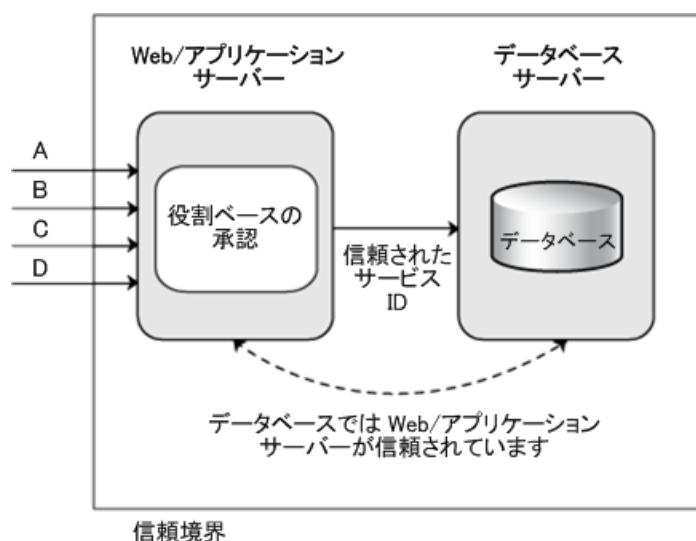 Web/アプリケーション
サーバー
データベース
サーバー
A
B
C
D
役割ベースの
承認
信頼された
サービス
ID
データベース
データベースでは Web/アプリケーション
サーバーが信頼されています
信頼境界